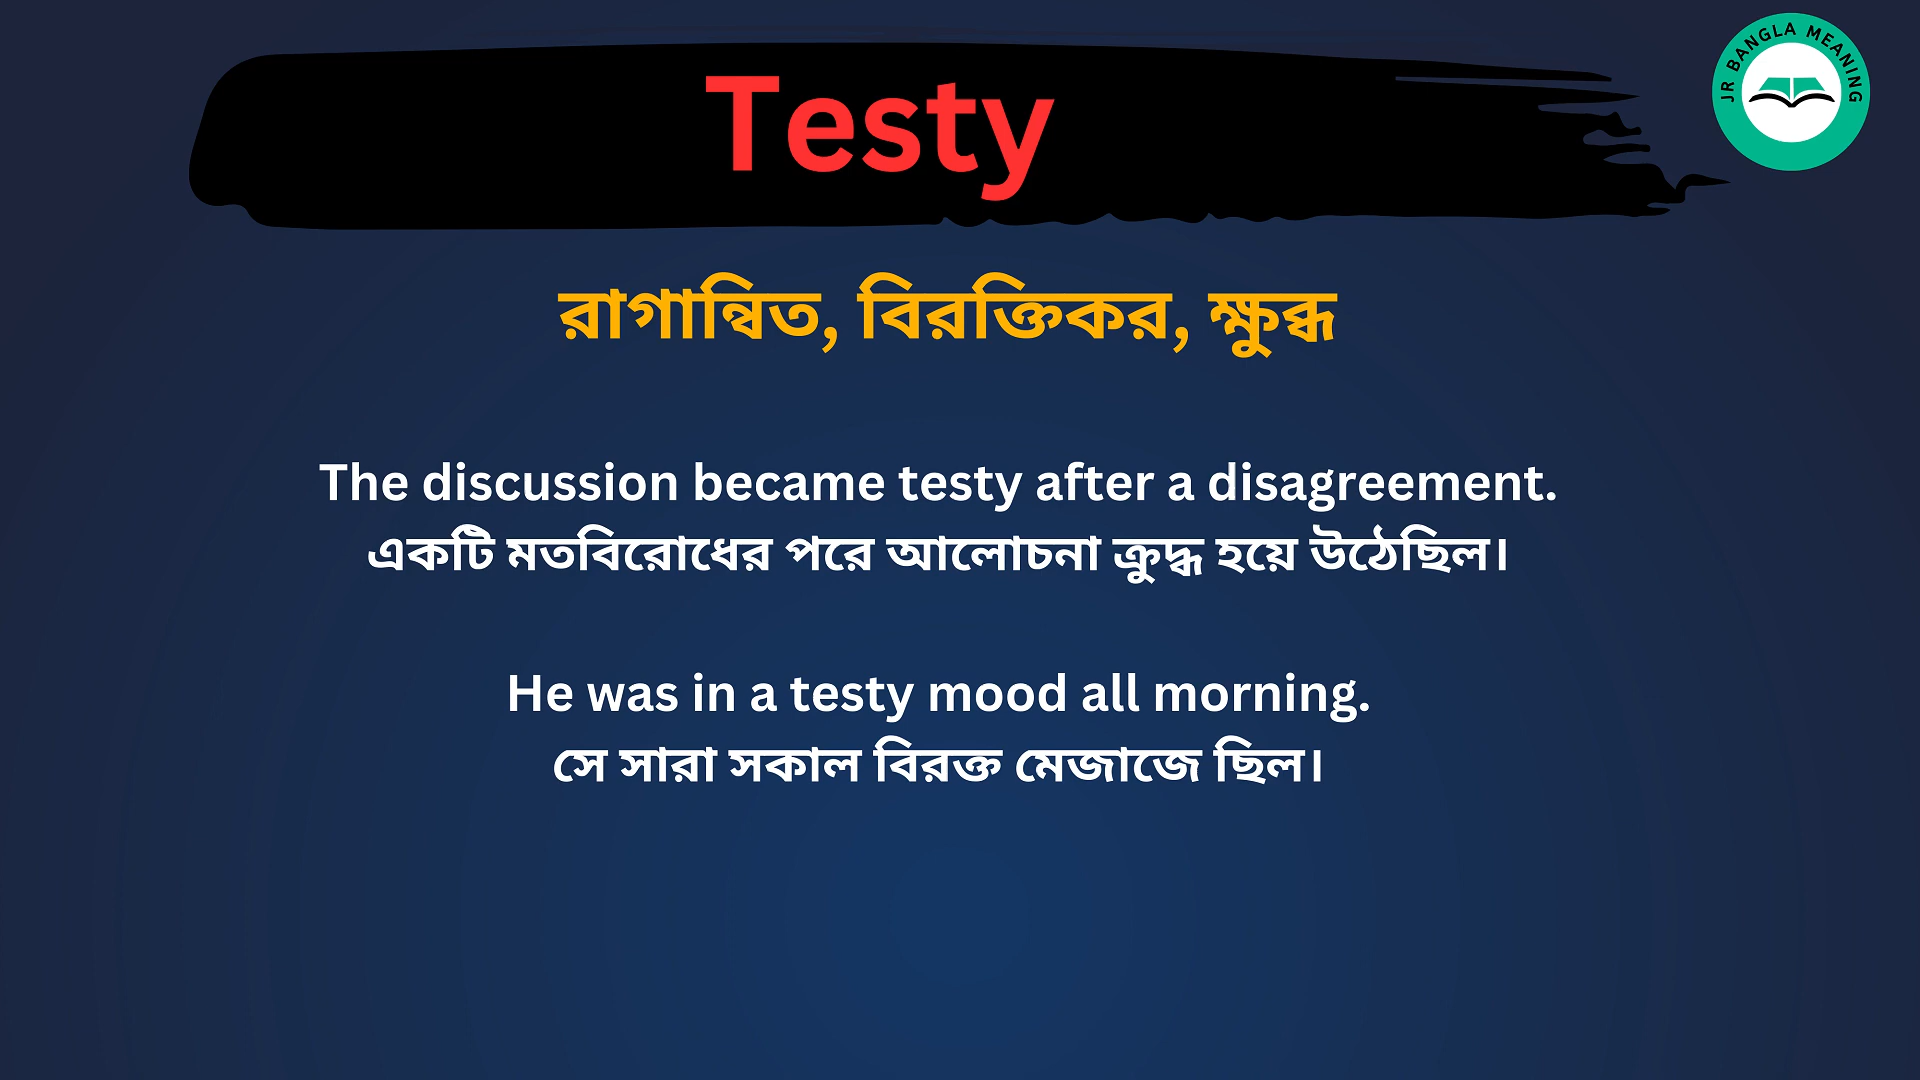 Testy
JR BANGLA MEANING
রাগান্বিত, বিরক্তিকর, ক্ষুব্ধ
The discussion became testy after a disagreement.
একটি মতবিরোধের পরে আলোচনা ক্রুদ্ধ হয়ে উঠেছিল।
He was in a testy mood all morning.
সে সারা সকাল বিরক্ত মেজাজে ছিল।